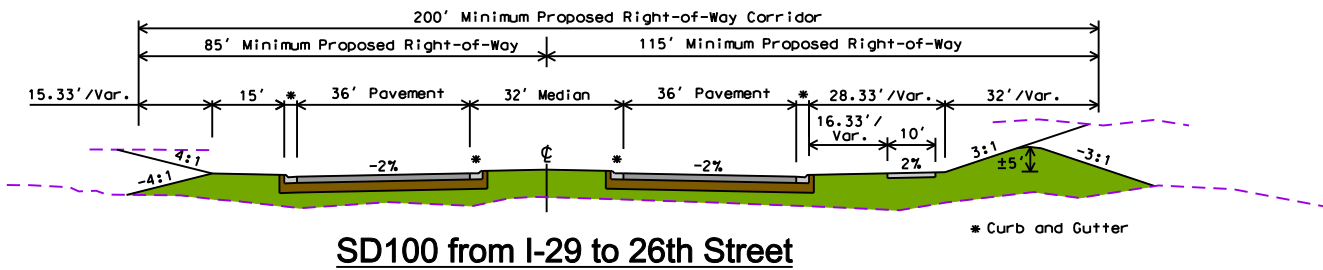 200' Minimum Proposed Right-of-Way Corridor
85' Minimum Proposed Right-of-Way
115' Minimum Proposed Right-of-Way
15.33'/Var.
15'
*
36' Pavement
32' Median
36' Pavement
*
28.33'/Var.
32'/Var.
16.33'/
Var.
10'
4:1
-4:1
-2%
*
℄
*
-2%
2%
3:1
±5'
-3:1
* Curb and Gutter
SD100 from I-29 to 26th Street